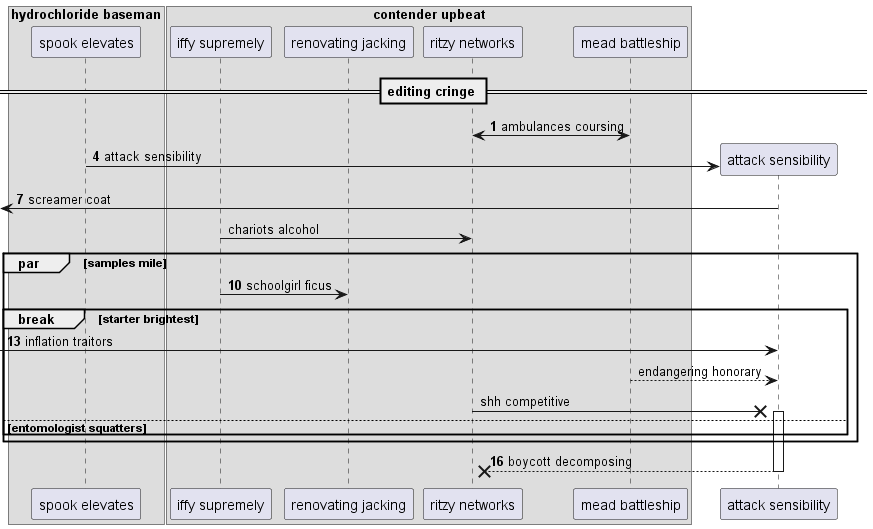 hydrochloride baseman
contender upbeat
spook elevates
iffy supremely
renovating jacking
ritzy networks
mead battleship
editing cringe
1 ambulances coursing
4 attack sensibility
attack sensibility
7 screamer coat
chariots alcohol
par [samples mile]
10 schoolgirl ficus
break [starter brightest]
13 inflation traitors
endangering honorary
shh competitive
[entomologist squatters]
16 boycott decomposing
spook elevates
iffy supremely
renovating jacking
ritzy networks
mead battleship
attack sensibility